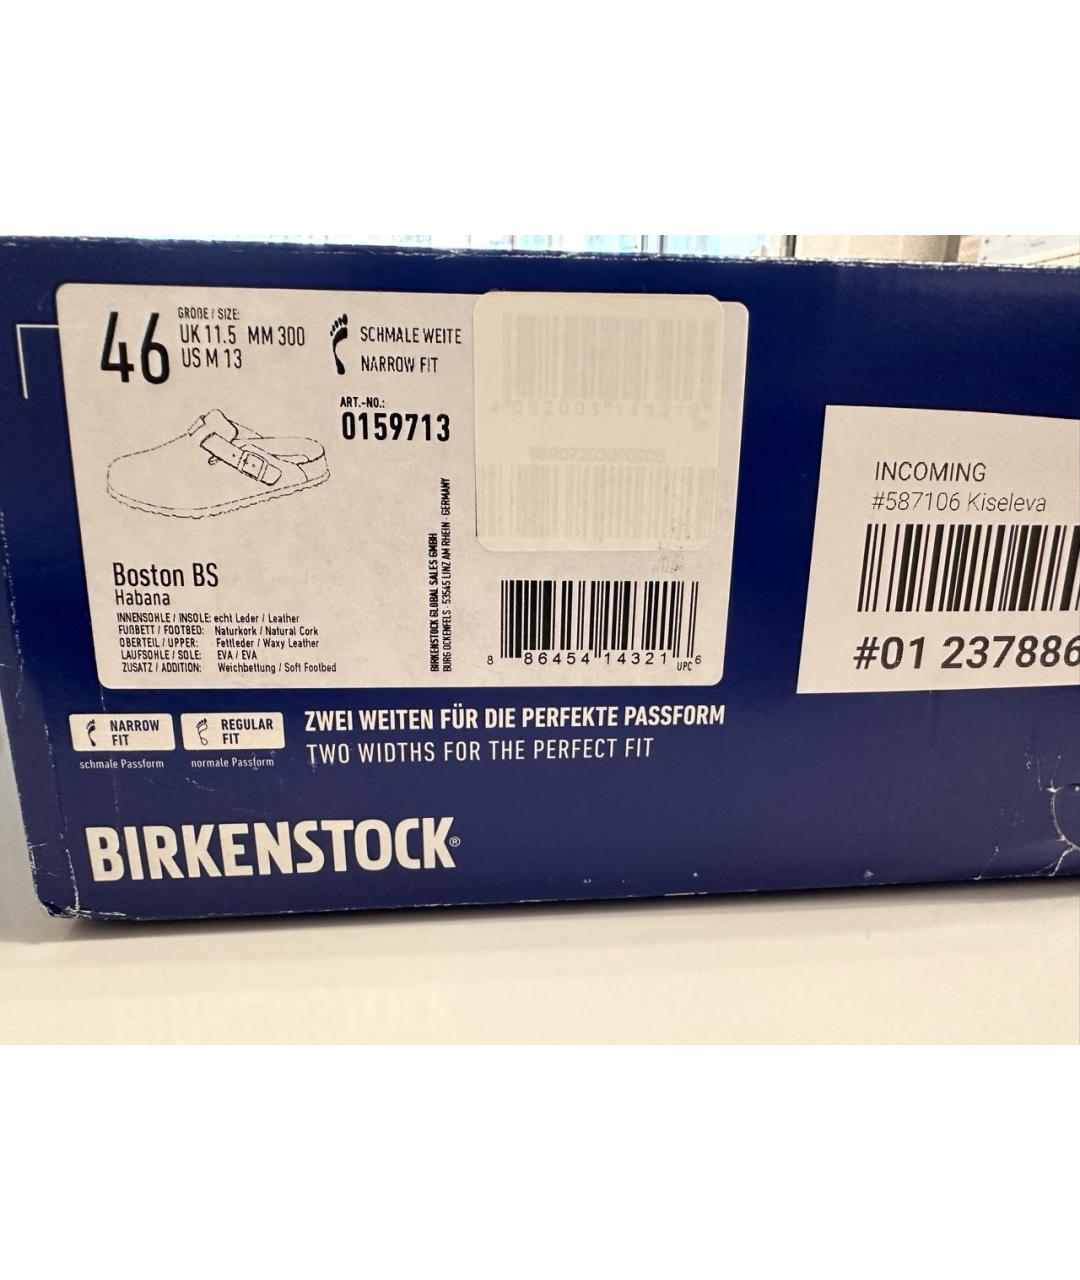 46
GRÖßE / SIZE:
UK 11.5 MM 300
US M 13
SCHMALE WEITE
NARROW FIT
ART.-NO.:
0159713
Boston BS
Habana
INNENSOHLE / INSOLE: echt Leder / Leather
FUßBETT / FOOTBED: Naturkork / Natural Cork
OBERTEIL / UPPER: Fettleder / Waxy Leather
LAUFSOHLE / SOLE: EVA / EVA
ZUSATZ / ADDITION: Weichbettung / Soft Footbed
BIRKENSTOCK GLOBAL SALES GMBH
BURG OCKENFELS · 53545 LINZ AM RHEIN · GERMANY
8 86454 14321 UPC 6
INCOMING
#587106 Kiseleva
#01 237886
NARROW
FIT
schmale Passform
REGULAR
FIT
normale Passform
ZWEI WEITEN FÜR DIE PERFEKTE PASSFORM
TWO WIDTHS FOR THE PERFECT FIT
BIRKENSTOCK®